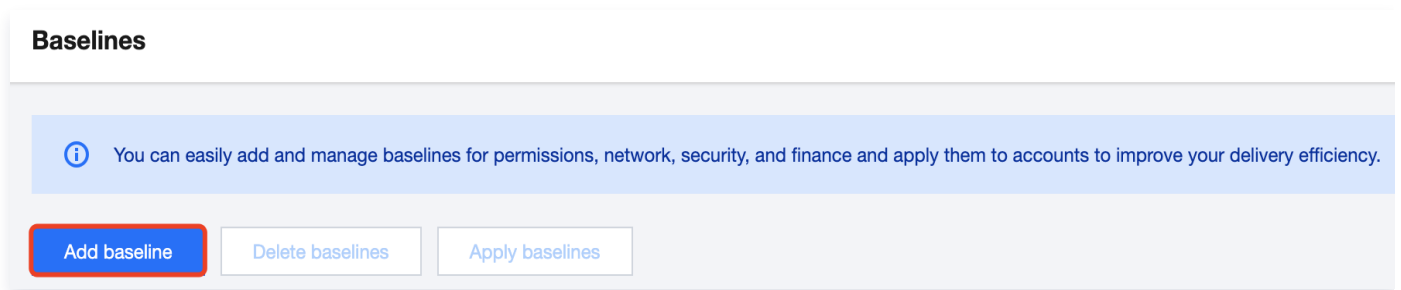 Baselines
You can easily add and manage baselines for permissions, network, security, and finance and apply them to accounts to improve your delivery efficiency.
Add baseline
Delete baselines
Apply baselines